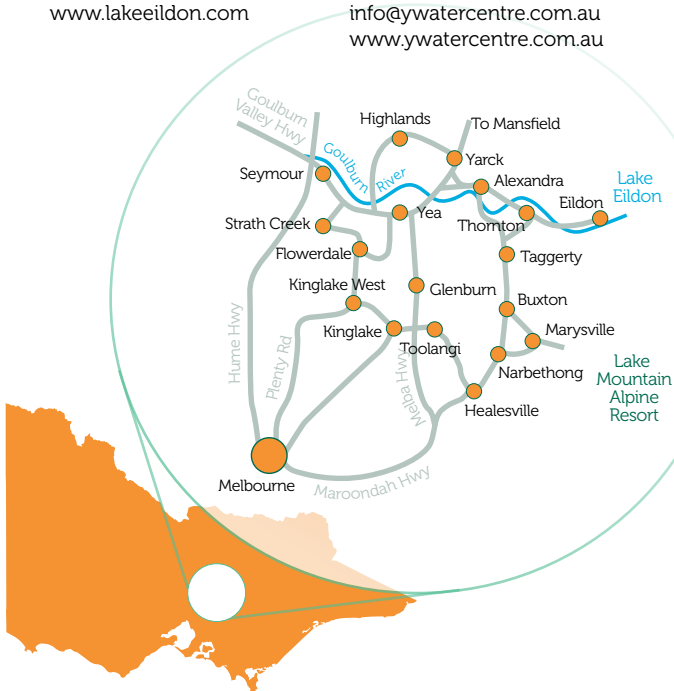 www.lakeeildon.com
info@ywatercentre.com.au
www.ywatercentre.com.au
Goulburn
Valley Hwy
Highlands
To Mansfield
Goulburn
River
Yarck
Seymour
Alexandra
Lake
Eildon
Eildon
Yea
Strath Creek
Thornton
Flowerdale
Taggerty
Kinglake West
Glenburn
Buxton
Hume Hwy
Plenty Rd
Kinglake
Toolangi
Marysville
Melba Hwy
Narbethong
Lake
Mountain
Alpine
Resort
Healesville
Melbourne
Maroondah Hwy